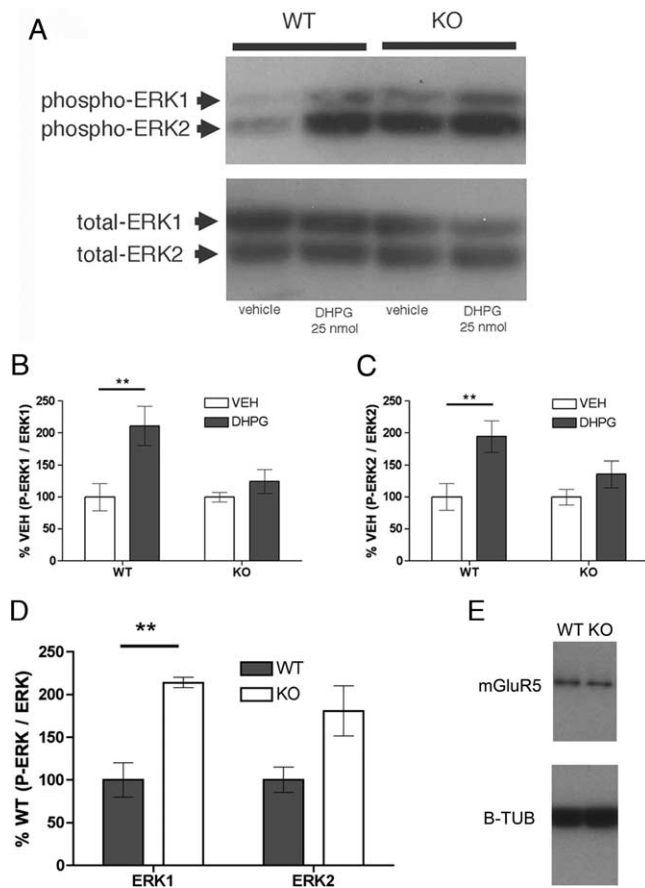 A
WT KO
phospho-ERK1
phospho-ERK2
total-ERK1
total-ERK2
vehicle DHPG 25 nmol vehicle DHPG 25 nmol
B
**
VEH
DHPG
% VEH (P-ERK1 / ERK1)
250
200
150
100
50
0
WT KO
C
**
VEH
DHPG
% VEH (P-ERK2 / ERK2)
250
200
150
100
50
0
WT KO
D
**
WT
KO
% WT (P-ERK / ERK)
250
200
150
100
50
0
ERK1 ERK2
E
WT KO
mGluR5
B-TUB